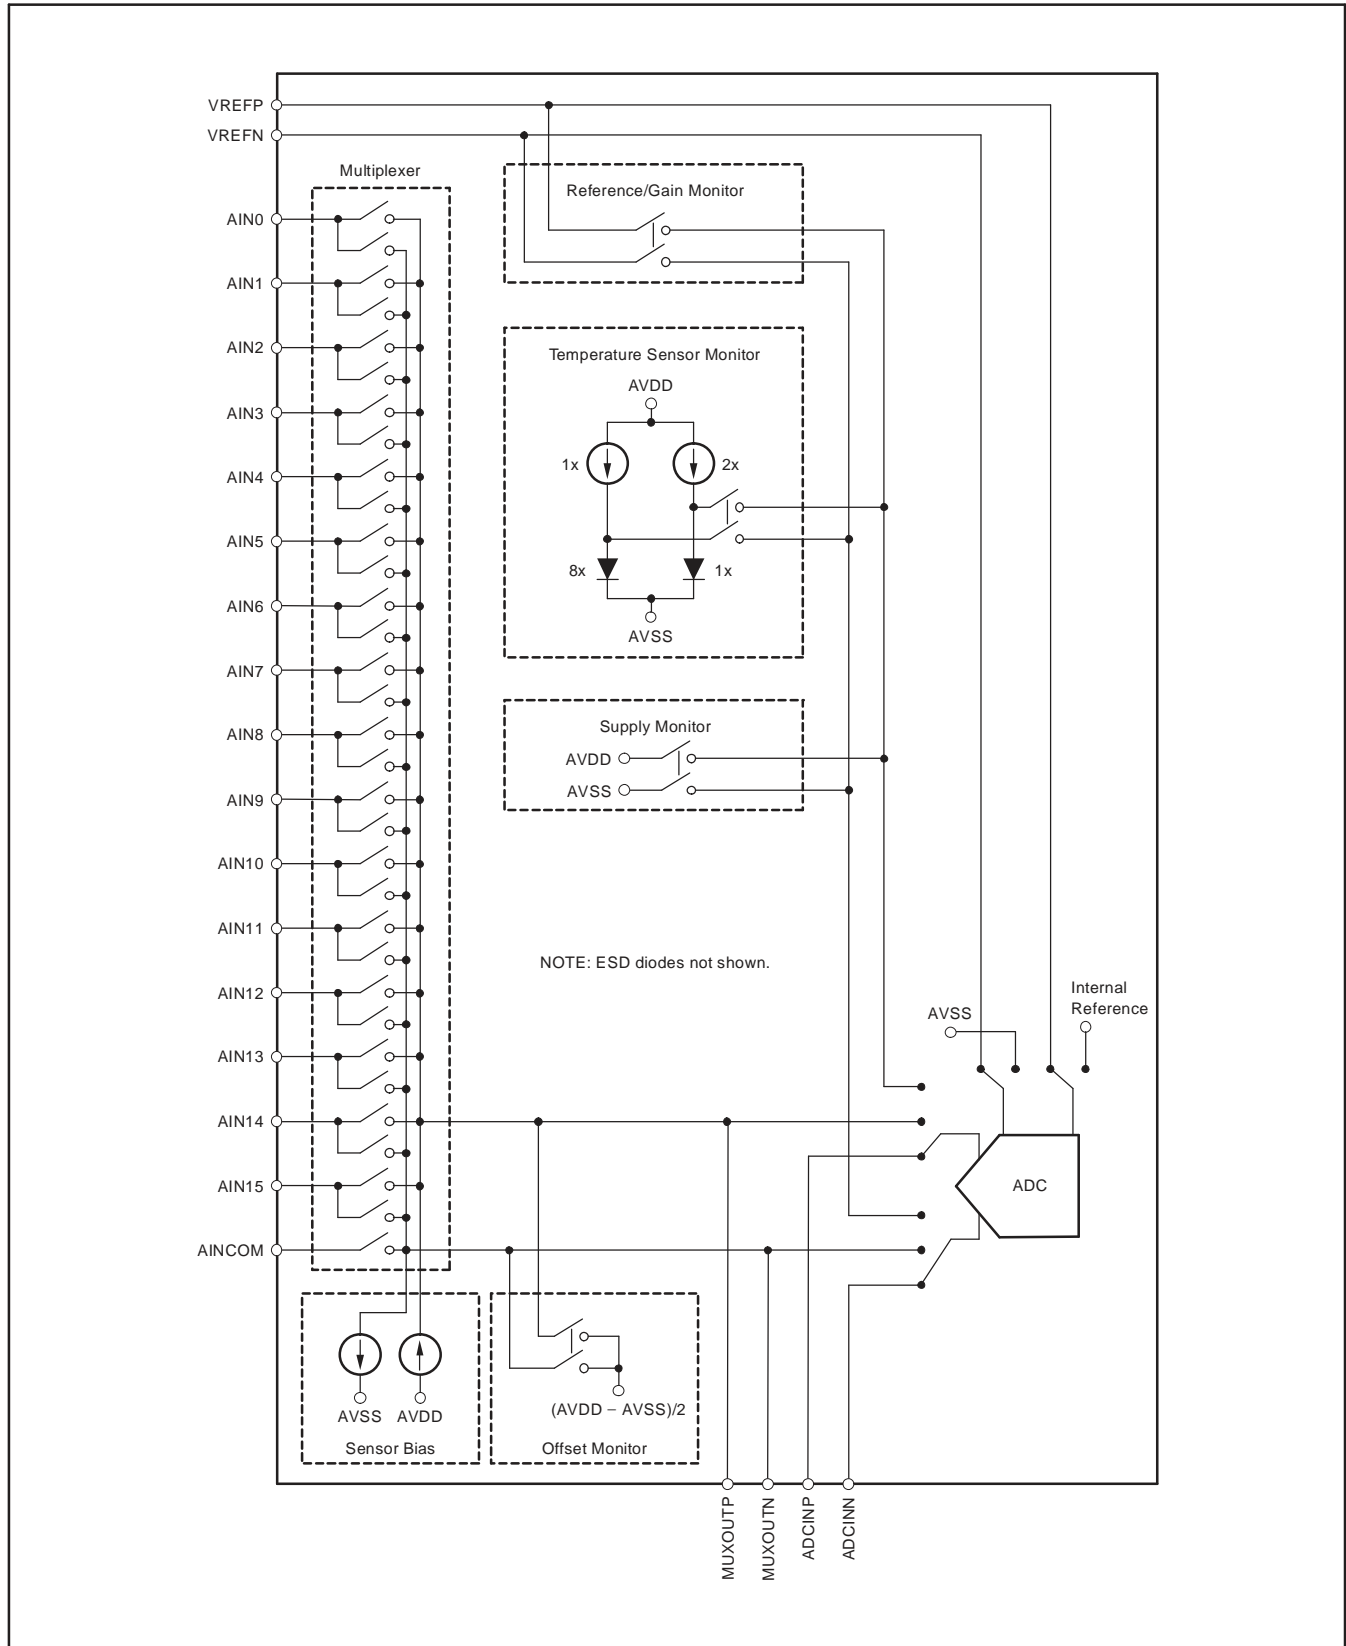 VREFP
VREFN
Multiplexer
Reference/Gain Monitor
AIN0
AIN1
AIN2
AIN3
AIN4
AIN5
AIN6
AIN7
AIN8
AIN9
AIN10
AIN11
AIN12
AIN13
AIN14
AIN15
AINCOM
Temperature Sensor Monitor
AVDD
1x
2x
8x
1x
AVSS
Supply Monitor
AVDD
AVSS
NOTE: ESD diodes not shown.
Internal
Reference
AVSS
ADC
AVSS
AVDD
Sensor Bias
(AVDD − AVSS)/2
Offset Monitor
MUXOUTP
MUXOUTN
ADCINP
ADCINN